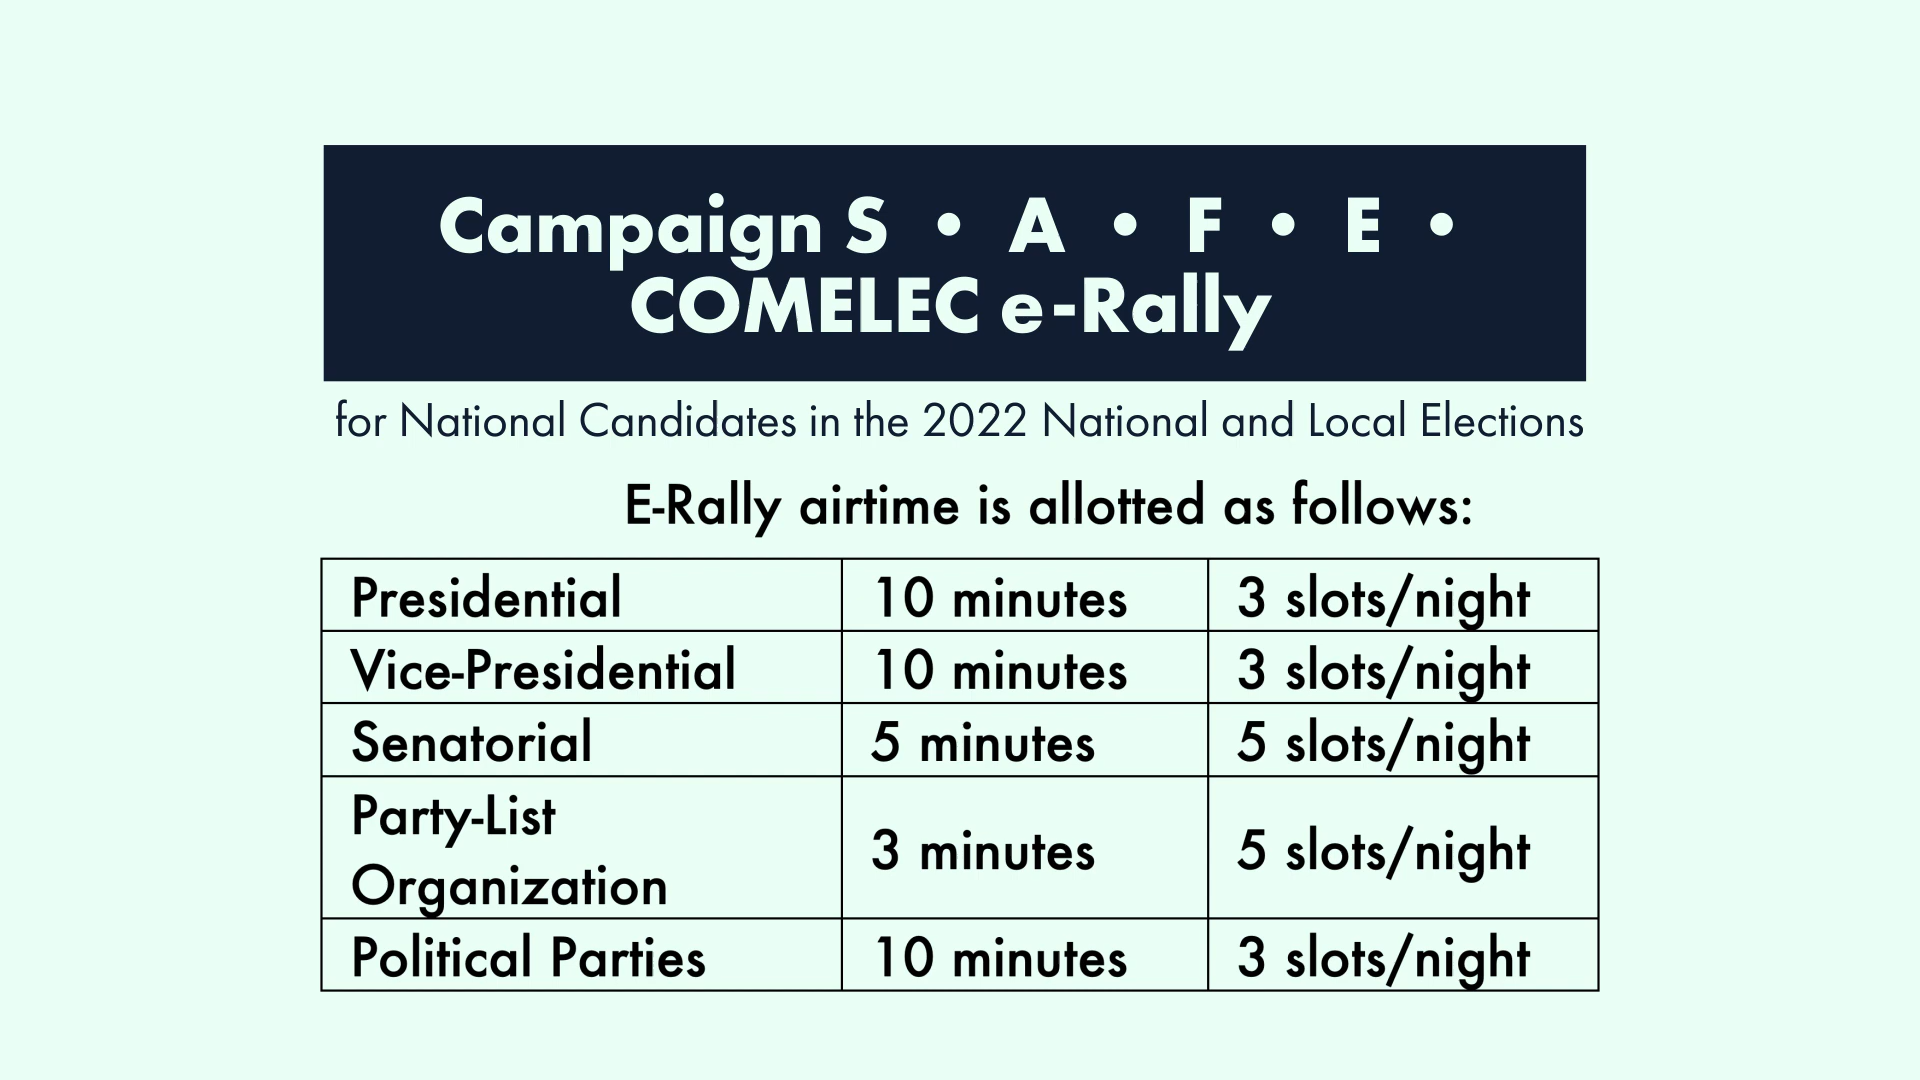 Campaign S • A • F • E •
COMELEC e-Rally
for National Candidates in the 2022 National and Local Elections
E-Rally airtime is allotted as follows:
Presidential 10 minutes 3 slots/night
Vice-Presidential 10 minutes 3 slots/night
Senatorial 5 minutes 5 slots/night
Party-List
Organization 3 minutes 5 slots/night
Political Parties 10 minutes 3 slots/night